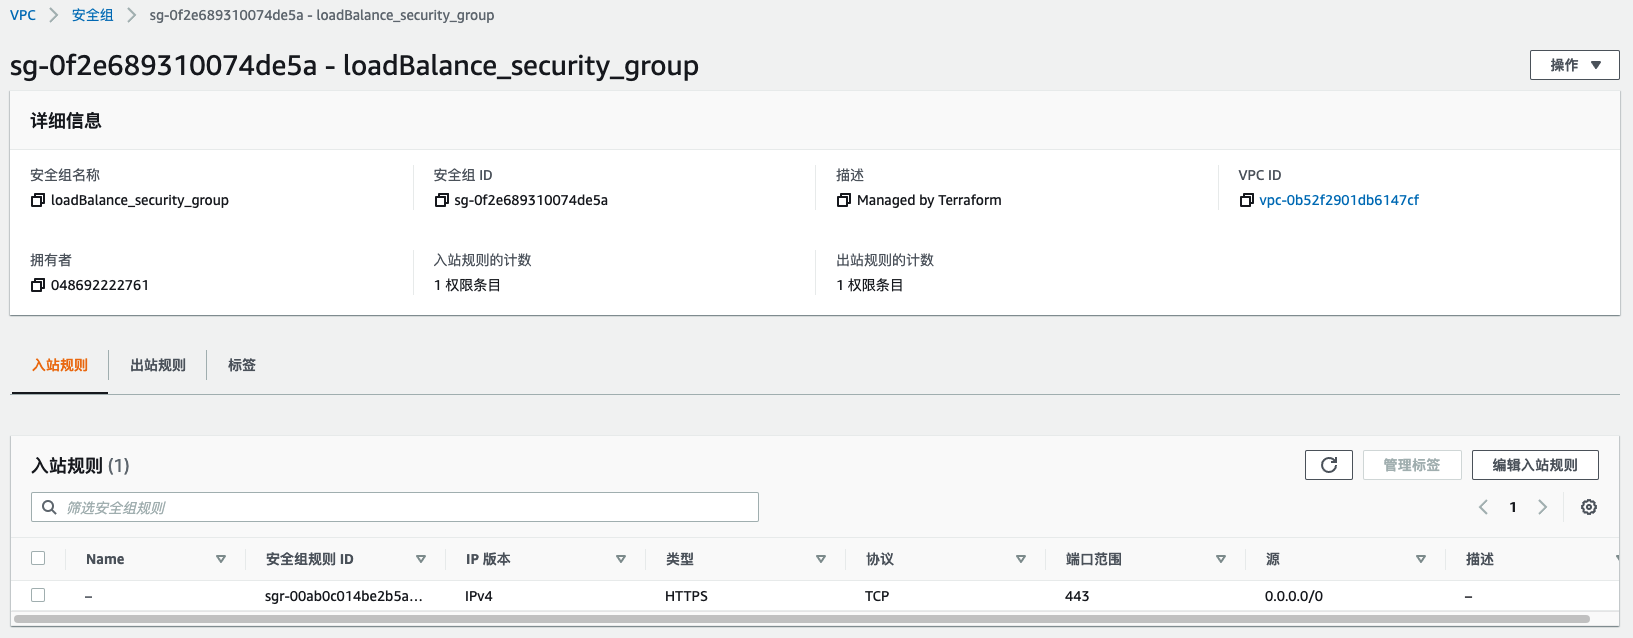 VPC > 安全组 > sg-0f2e689310074de5a - loadBalance_security_group
sg-0f2e689310074de5a - loadBalance_security_group
操作
详细信息
安全组名称 安全组 ID 描述 VPC ID
loadBalance_security_group sg-0f2e689310074de5a Managed by Terraform vpc-0b52f2901db6147cf
拥有者 入站规则的计数 出站规则的计数
048692222761 1 权限条目 1 权限条目
入站规则 出站规则 标签
入站规则 (1) 管理标签 编辑入站规则
筛选安全组规则 1
Name 安全组规则 ID IP 版本 类型 协议 端口范围 源 描述
– sgr-00ab0c014be2b5a... IPv4 HTTPS TCP 443 0.0.0.0/0 –